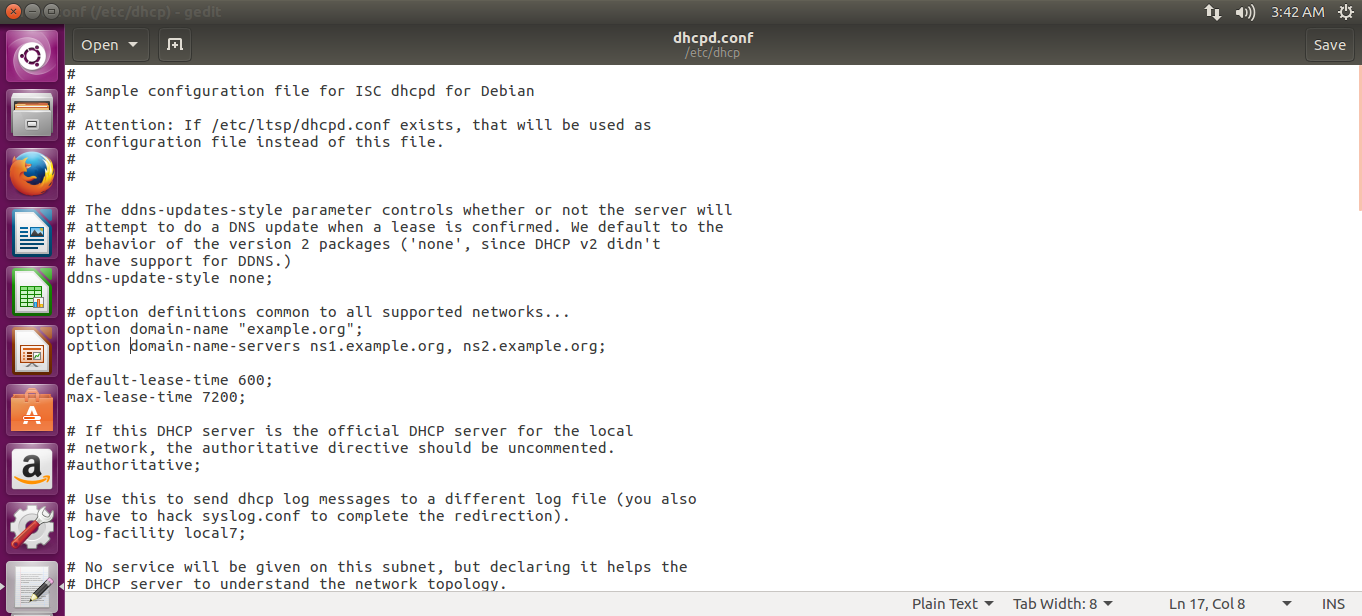 onf (/etc/dhcp) - gedit
3:42 AM
Open
dhcpd.conf
/etc/dhcp
Save
#
# Sample configuration file for ISC dhcpd for Debian
#
# Attention: If /etc/ltsp/dhcpd.conf exists, that will be used as
# configuration file instead of this file.
#
#
# The ddns-updates-style parameter controls whether or not the server will
# attempt to do a DNS update when a lease is confirmed. We default to the
# behavior of the version 2 packages ('none', since DHCP v2 didn't
# have support for DDNS.)
ddns-update-style none;
# option definitions common to all supported networks...
option domain-name "example.org";
option domain-name-servers ns1.example.org, ns2.example.org;
default-lease-time 600;
max-lease-time 7200;
# If this DHCP server is the official DHCP server for the local
# network, the authoritative directive should be uncommented.
#authoritative;
# Use this to send dhcp log messages to a different log file (you also
# have to hack syslog.conf to complete the redirection).
log-facility local7;
# No service will be given on this subnet, but declaring it helps the
# DHCP server to understand the network topology.
Plain Text Tab Width: 8 Ln 17, Col 8 INS